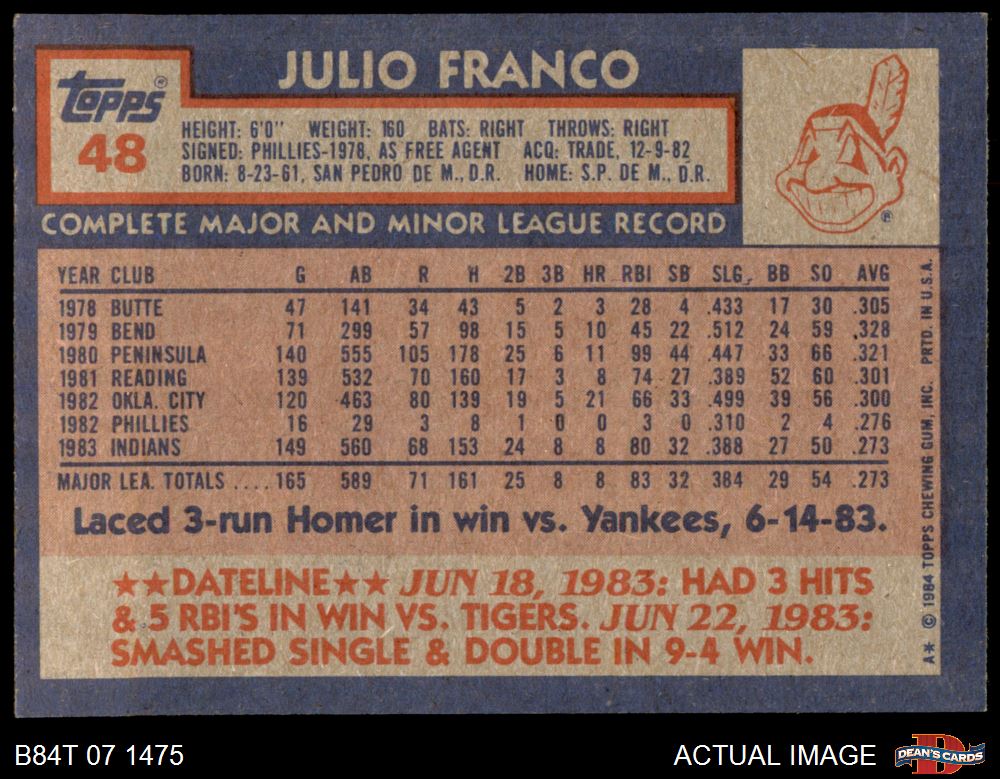 JULIO FRANCO
Topps®
48
HEIGHT: 6'0" WEIGHT: 160 BATS: RIGHT THROWS: RIGHT
SIGNED: PHILLIES-1978, AS FREE AGENT ACQ: TRADE, 12-9-82
BORN: 8-23-61, SAN PEDRO DE M., D.R. HOME: S.P. DE M., D.R.
®
COMPLETE MAJOR AND MINOR LEAGUE RECORD
YEAR CLUB G AB R H 2B 3B HR RBI SB SLG. BB SO AVG
1978 BUTTE 47 141 34 43 5 2 3 28 4 .433 17 30 .305
1979 BEND 71 299 57 98 15 5 10 45 22 .512 24 59 .328
1980 PENINSULA 140 555 105 178 25 6 11 99 44 .447 33 66 .321
1981 READING 139 532 70 160 17 3 8 74 27 .389 52 60 .301
1982 OKLA. CITY 120 463 80 139 19 5 21 66 33 .499 39 56 .300
1982 PHILLIES 16 29 3 8 1 0 0 3 0 .310 2 4 .276
1983 INDIANS 149 560 68 153 24 8 8 80 32 .388 27 50 .273
MAJOR LEA. TOTALS .... 165 589 71 161 25 8 8 83 32 .384 29 54 .273
Laced 3-run Homer in win vs. Yankees, 6-14-83.
★★DATELINE★★ JUN 18, 1983: HAD 3 HITS
& 5 RBI'S IN WIN VS. TIGERS. JUN 22, 1983:
SMASHED SINGLE & DOUBLE IN 9-4 WIN.
A* © 1984 TOPPS CHEWING GUM, INC. PRTD. IN U.S.A.
B84T 07 1475
ACTUAL IMAGE
DEAN'S CARDS